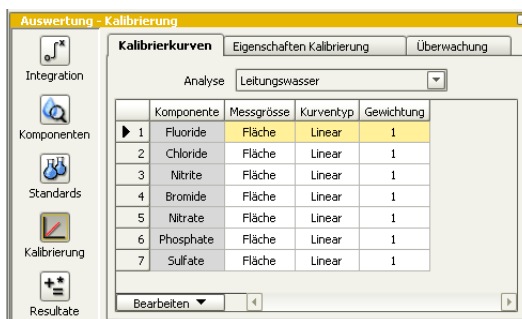 Auswertung - Kalibrierung
Integration
Komponenten
Standards
Kalibrierung
Resultate
Kalibrierkurven Eigenschaften Kalibrierung Überwachung
Analyse Leitungswasser
Komponente Messgrösse Kurventyp Gewichtung
1 Fluoride Fläche Linear 1
2 Chloride Fläche Linear 1
3 Nitrite Fläche Linear 1
4 Bromide Fläche Linear 1
5 Nitrate Fläche Linear 1
6 Phosphate Fläche Linear 1
7 Sulfate Fläche Linear 1
Bearbeiten